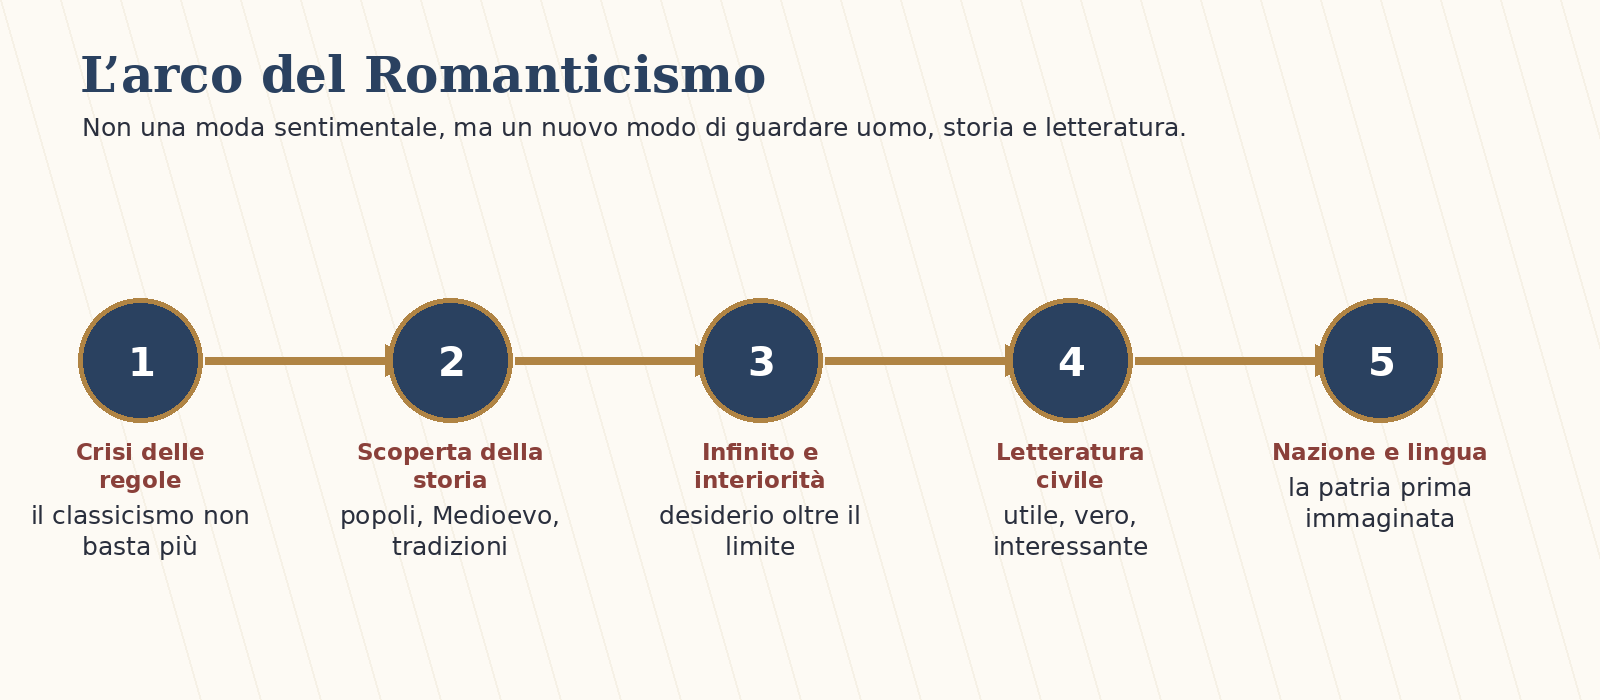 L’arco del Romanticismo
Non una moda sentimentale, ma un nuovo modo di guardare uomo, storia e letteratura.
1
Crisi delle
regole
il classicismo non
basta più
2
Scoperta della
storia
popoli, Medioevo,
tradizioni
3
Infinito e
interiorità
desiderio oltre il
limite
4
Letteratura
civile
utile, vero,
interessante
5
Nazione e lingua
la patria prima
immaginata